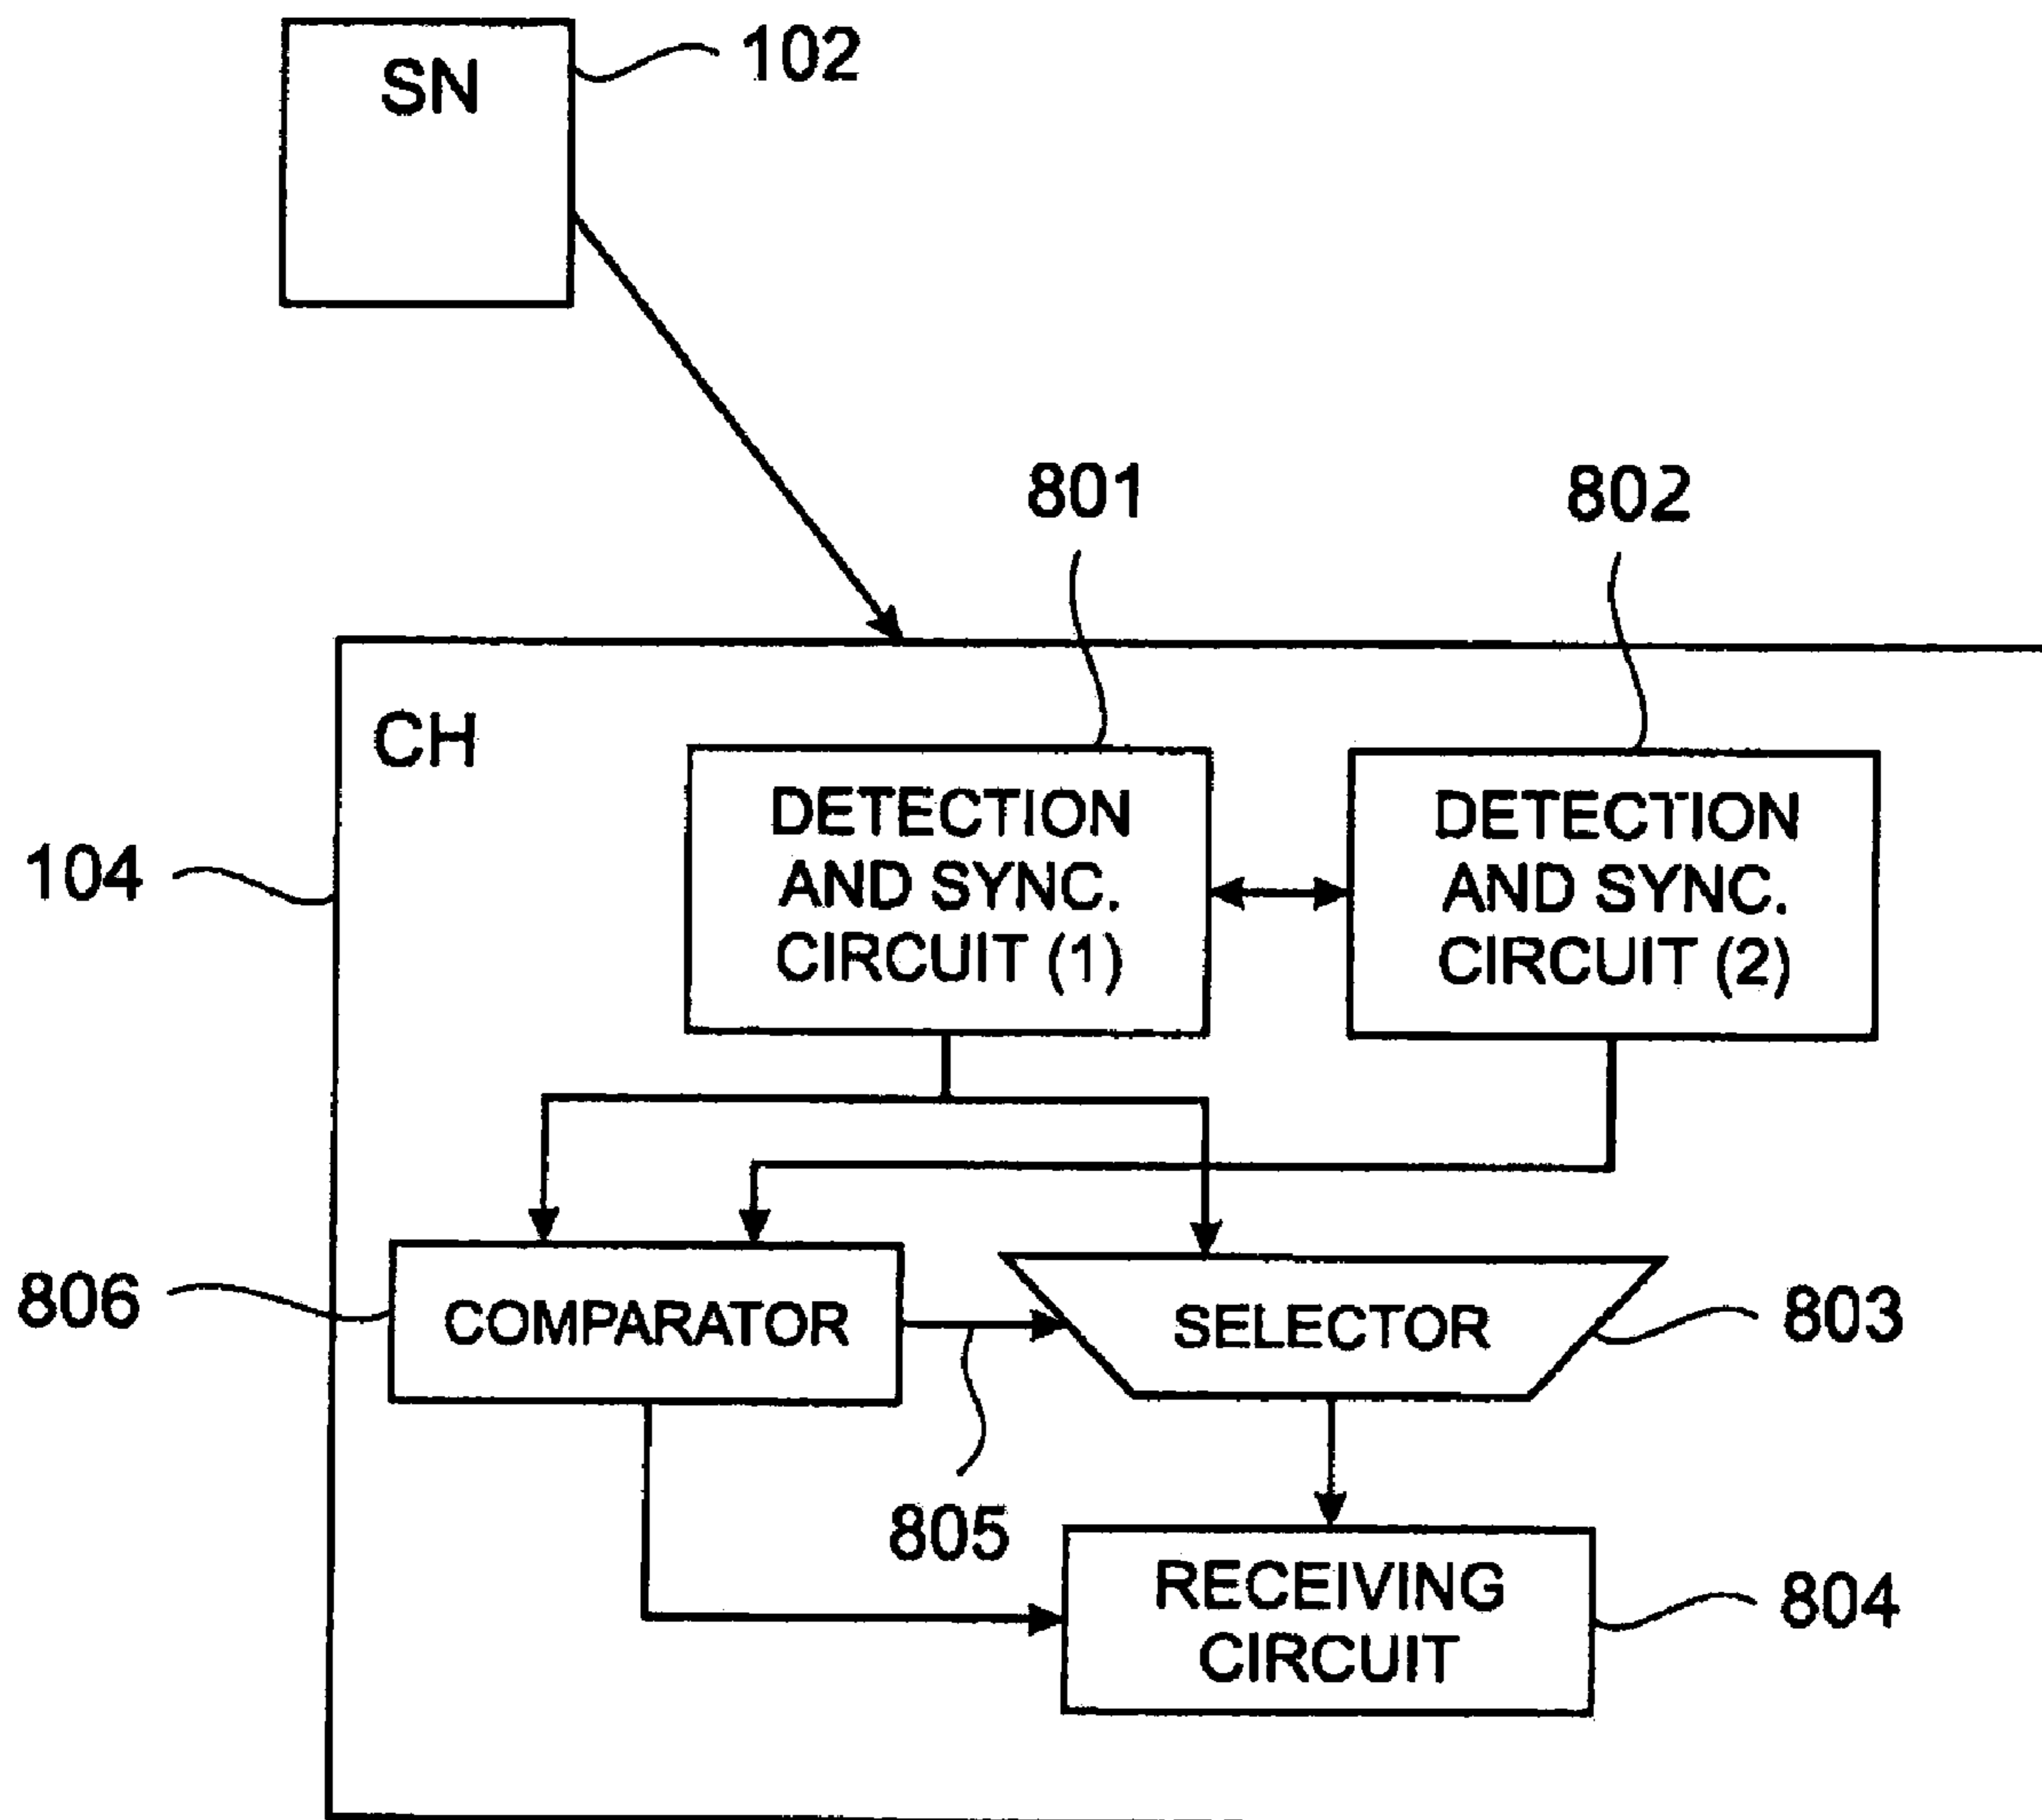 SN
102
801
802
CH
DETECTION
AND SYNC.
CIRCUIT (1)
DETECTION
AND SYNC.
CIRCUIT (2)
104
806
COMPARATOR
SELECTOR
803
805
RECEIVING
CIRCUIT
804